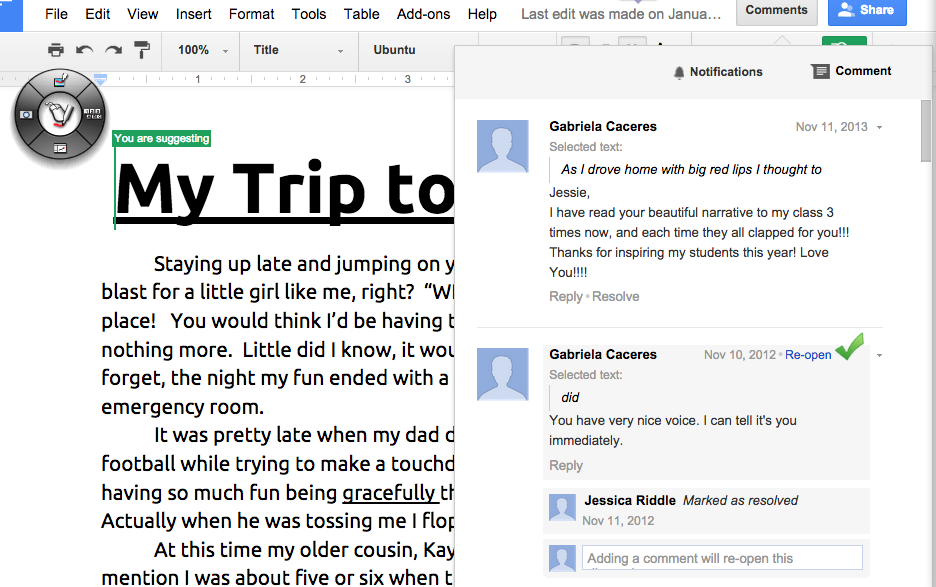 File Edit View Insert Format Tools Table Add-ons Help Last edit was made on Janua... Comments Share
100% Title Ubuntu
Notifications Comment
1 2 3
You are suggesting
My Trip to
Staying up late and jumping on y
blast for a little girl like me, right? “W
place! You would think I’d be having t
nothing more. Little did I know, it wou
forget, the night my fun ended with a
emergency room.
It was pretty late when my dad d
football while trying to make a touchd
having so much fun being gracefully th
Actually when he was tossing me I flop
At this time my older cousin, Kay
mention I was about five or six when t
Gabriela Caceres Nov 11, 2013
Selected text:
As I drove home with big red lips I thought to
Jessie,
I have read your beautiful narrative to my class 3
times now, and each time they all clapped for you!!!
Thanks for inspiring my students this year! Love
You!!!!
Reply • Resolve
Gabriela Caceres Nov 10, 2012 • Re-open
Selected text:
did
You have very nice voice. I can tell it's you
immediately.
Reply
Jessica Riddle Marked as resolved
Nov 11, 2012
Adding a comment will re-open this